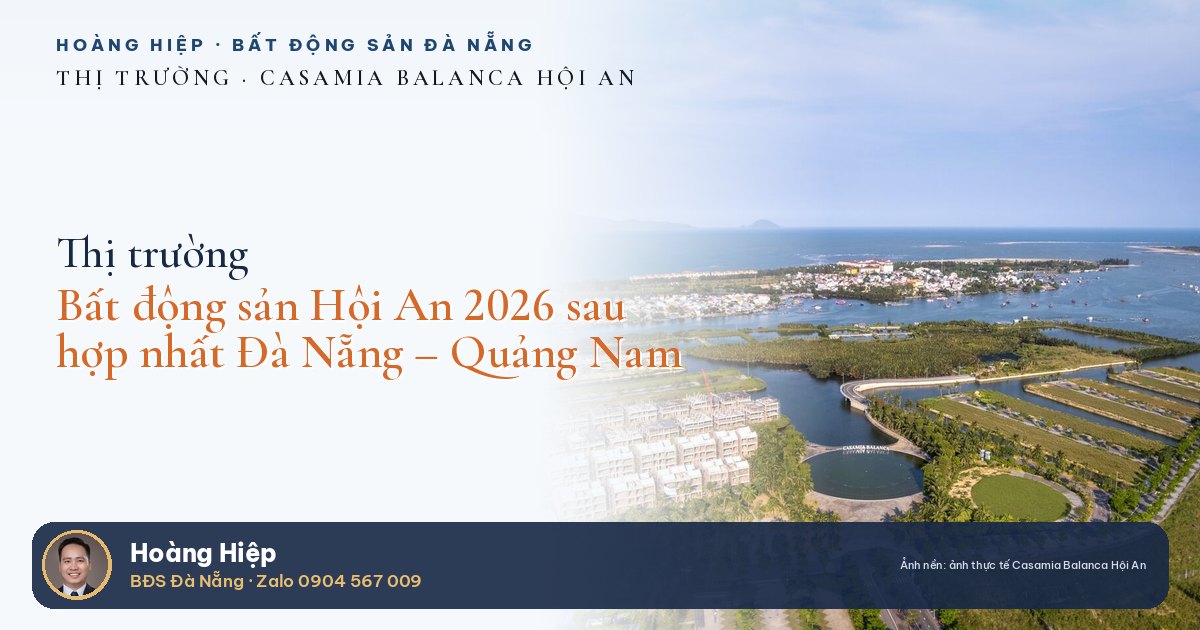 HOÀNG HIỆP · BẤT ĐỘNG SẢN ĐÀ NẴNG
THỊ TRƯỜNG · CASAMIA BALANCA HỘI AN
Thị trường
Bất động sản Hội An 2026 sau
hợp nhất Đà Nẵng – Quảng Nam
CASAMIA BALANCA
Hoàng Hiệp
BĐS Đà Nẵng · Zalo 0904 567 009
Ảnh nền: ảnh thực tế Casamia Balanca Hội An